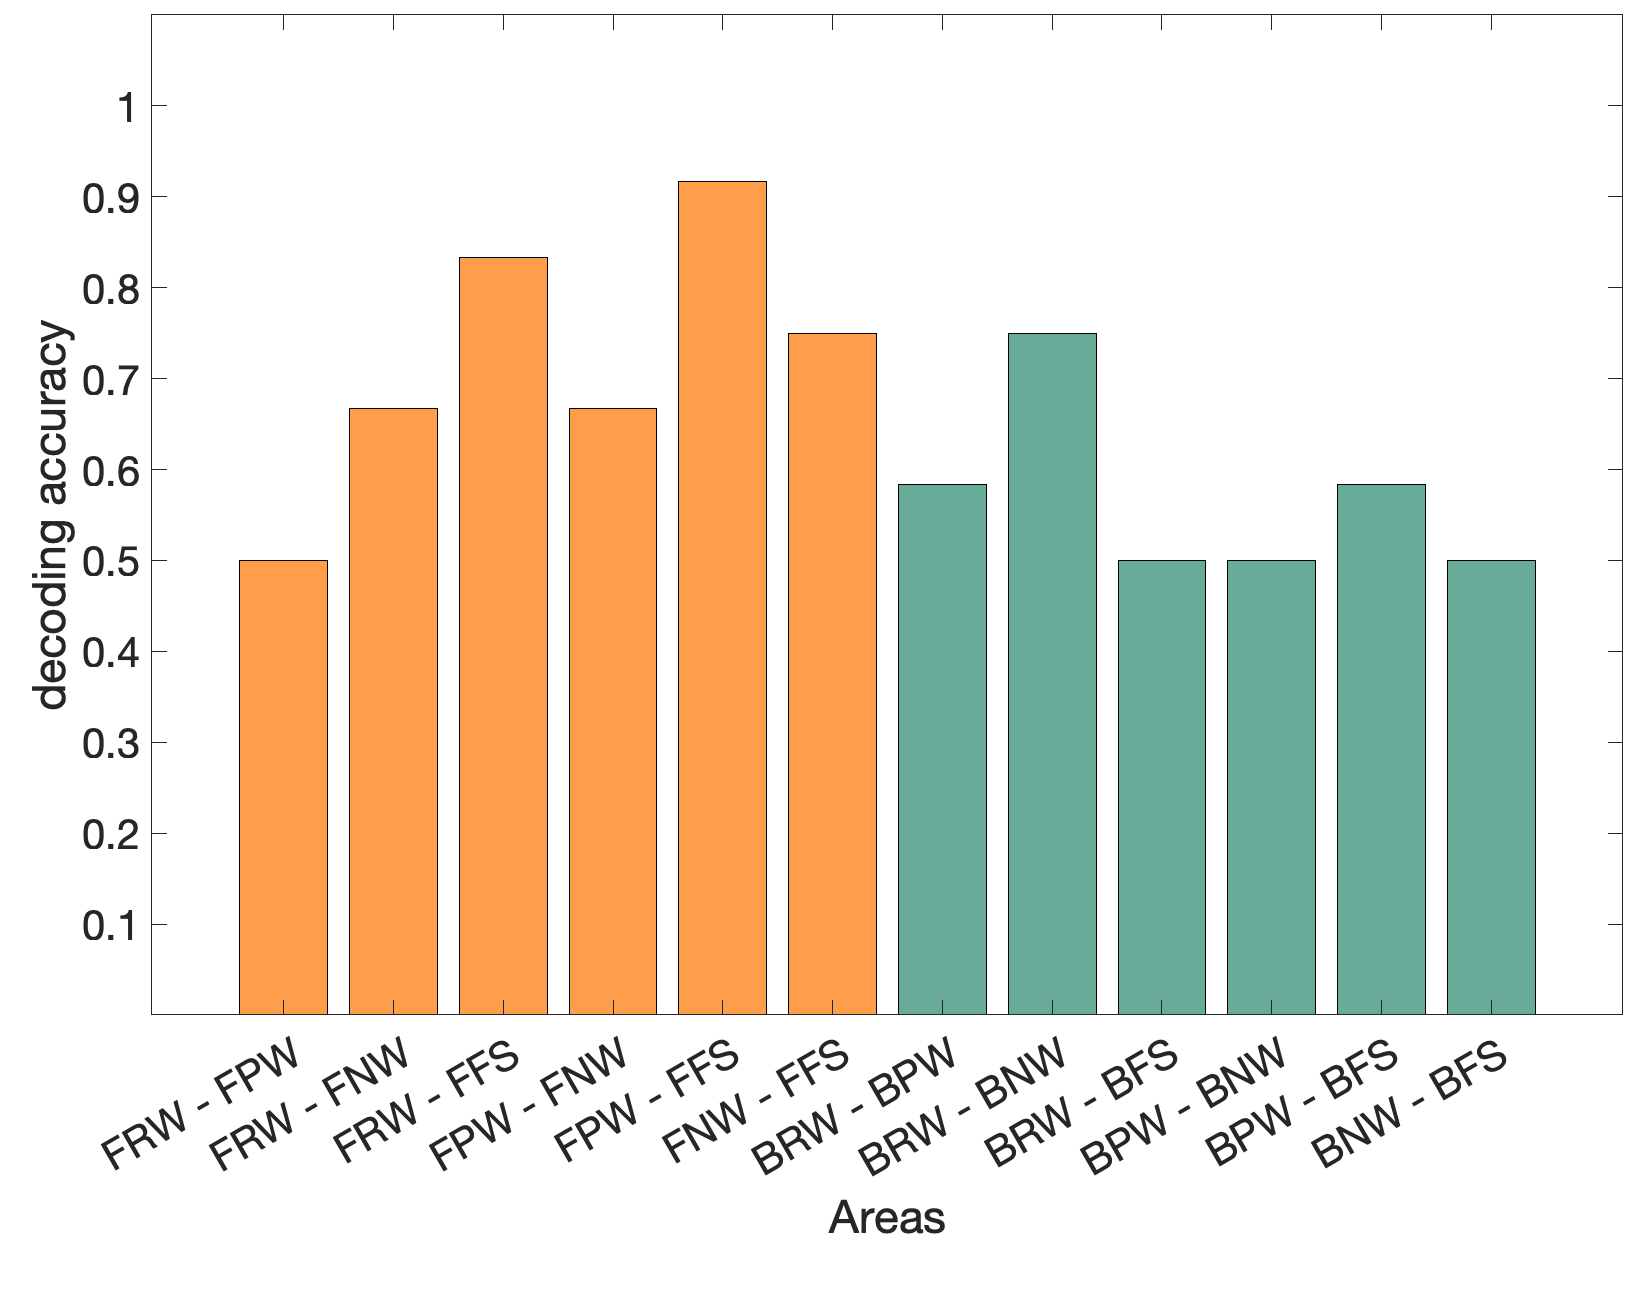 1
0.9
0.8
0.7
0.6
0.5
0.4
0.3
0.2
0.1
decoding accuracy
FRW - FPW
FRW - FNW
FRW - FFS
FPW - FNW
FPW - FFS
FNW - FFS
BRW - BPW
BRW - BNW
BRW - BFS
BPW - BNW
BPW - BFS
BNW - BFS
Areas